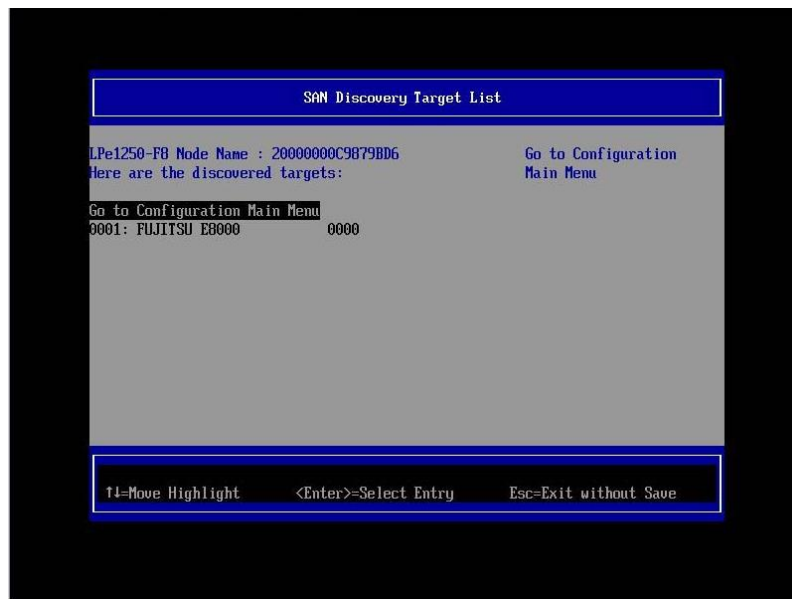 SAN Discovery Target List
LPe1250-F8 Node Name : 20000000C9879BD6
Here are the discovered targets:
Go to Configuration
Main Menu
Go to Configuration Main Menu
0001: FUJITSU E8000 0000
↑↓=Move Highlight <Enter>=Select Entry Esc=Exit without Save